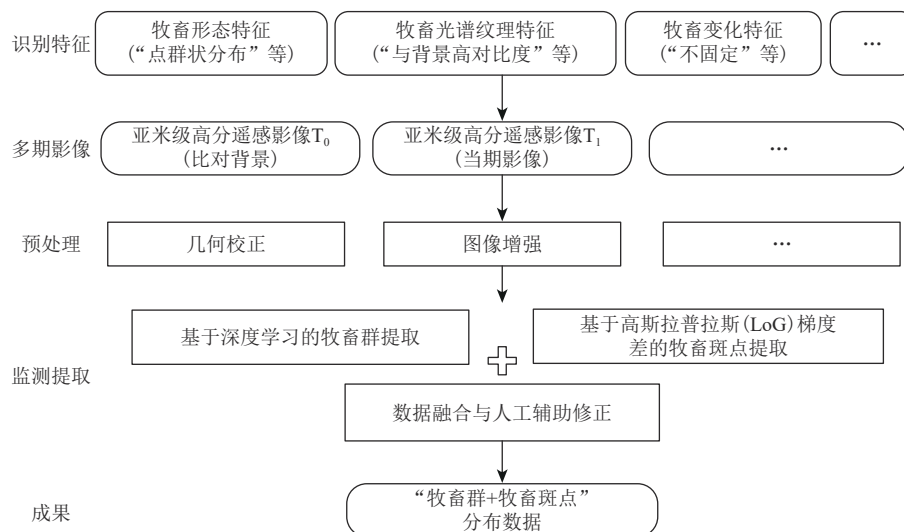 识别特征
牧畜形态特征
(“点群状分布”等)
牧畜光谱纹理特征
(“与背景高对比度”等)
牧畜变化特征
(“不固定”等)
…
多期影像
亚米级高分遥感影像T₀
(比对背景)
亚米级高分遥感影像T₁
(当期影像)
…
预处理
几何校正
图像增强
…
监测提取
基于深度学习的牧畜群提取
基于高斯拉普拉斯(LoG)梯度
差的牧畜斑点提取
数据融合与人工辅助修正
成果
“牧畜群+牧畜斑点”
分布数据